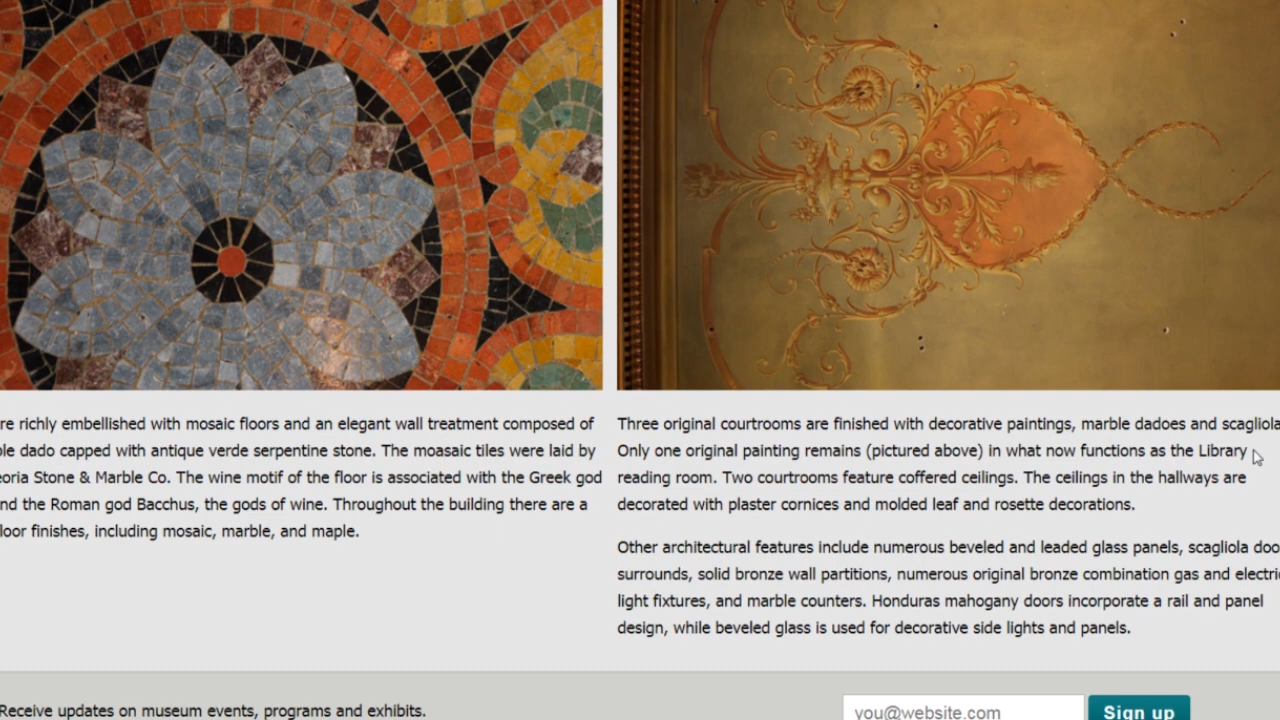 re richly embellished with mosaic floors and an elegant wall treatment composed of
ble dado capped with antique verde serpentine stone. The moasaic tiles were laid by
eoria Stone & Marble Co. The wine motif of the floor is associated with the Greek god
nd the Roman god Bacchus, the gods of wine. Throughout the building there are a
loor finishes, including mosaic, marble, and maple.
Three original courtrooms are finished with decorative paintings, marble dadoes and scagliola
Only one original painting remains (pictured above) in what now functions as the Library
reading room. Two courtrooms feature coffered ceilings. The ceilings in the hallways are
decorated with plaster cornices and molded leaf and rosette decorations.
Other architectural features include numerous beveled and leaded glass panels, scagliola doo
surrounds, solid bronze wall partitions, numerous original bronze combination gas and electri
light fixtures, and marble counters. Honduras mahogany doors incorporate a rail and panel
design, while beveled glass is used for decorative side lights and panels.
Receive updates on museum events, programs and exhibits.
you@website.com
Sign up